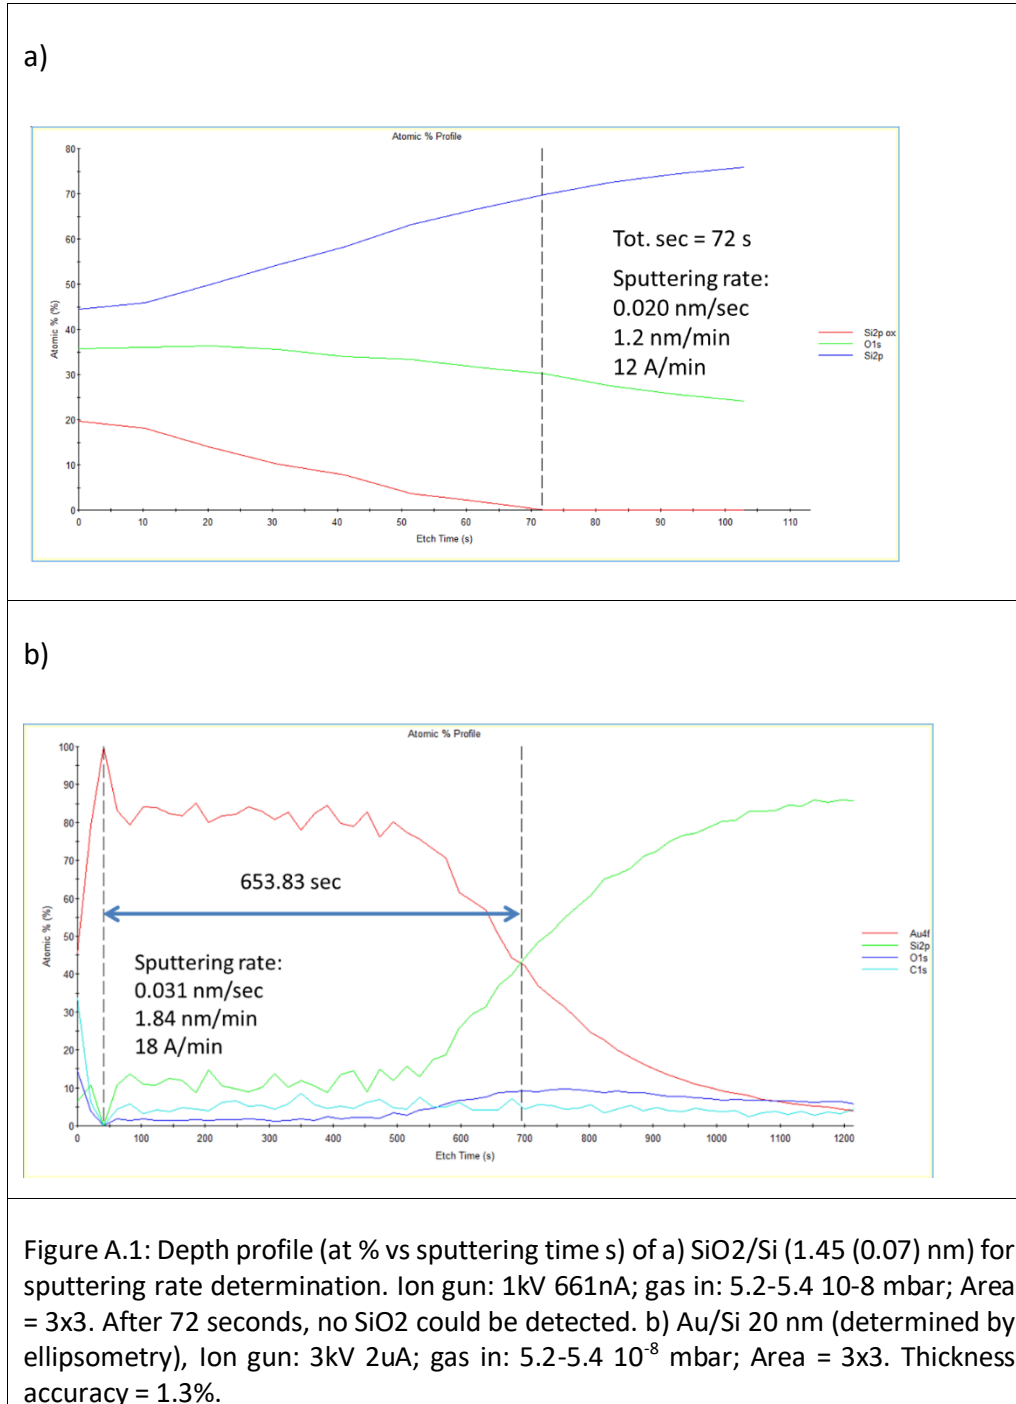 a)
Atomic % Profile
80
70
60
50
40
30
20
10
0
Atomic % (%)
0 10 20 30 40 50 60 70 80 90 100 110
Etch Time (s)
Tot. sec = 72 s
Sputtering rate:
0.020 nm/sec
1.2 nm/min
12 A/min
Si2p ox
O1s
Si2p
b)
Atomic % Profile
100
90
80
70
60
50
40
30
20
10
0
Atomic % (%)
0 100 200 300 400 500 600 700 800 900 1000 1100 1200
Etch Time (s)
653.83 sec
Sputtering rate:
0.031 nm/sec
1.84 nm/min
18 A/min
Au4f
Si2p
O1s
C1s
Figure A.1: Depth profile (at % vs sputtering time s) of a) SiO2/Si (1.45 (0.07) nm) for
sputtering rate determination. Ion gun: 1kV 661nA; gas in: 5.2-5.4 10-8 mbar; Area
= 3x3. After 72 seconds, no SiO2 could be detected. b) Au/Si 20 nm (determined by
ellipsometry), Ion gun: 3kV 2uA; gas in: 5.2-5.4 10-8 mbar; Area = 3x3. Thickness
accuracy = 1.3%.